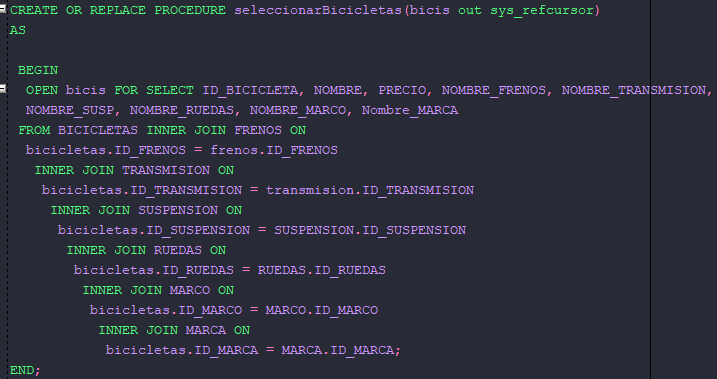 CREATE OR REPLACE PROCEDURE seleccionarBicicletas(bicis out sys_refcursor)
AS
BEGIN
OPEN bicis FOR SELECT ID_BICICLETA, NOMBRE, PRECIO, NOMBRE_FRENOS, NOMBRE_TRANSMISION,
NOMBRE_SUSP, NOMBRE_RUEDAS, NOMBRE_MARCO, Nombre_MARCA
FROM BICICLETAS INNER JOIN FRENOS ON
bicicletas.ID_FRENOS = frenos.ID_FRENOS
INNER JOIN TRANSMISION ON
bicicletas.ID_TRANSMISION = transmision.ID_TRANSMISION
INNER JOIN SUSPENSION ON
bicicletas.ID_SUSPENSION = SUSPENSION.ID_SUSPENSION
INNER JOIN RUEDAS ON
bicicletas.ID_RUEDAS = RUEDAS.ID_RUEDAS
INNER JOIN MARCO ON
bicicletas.ID_MARCO = MARCO.ID_MARCO
INNER JOIN MARCA ON
bicicletas.ID_MARCA = MARCA.ID_MARCA;
END;